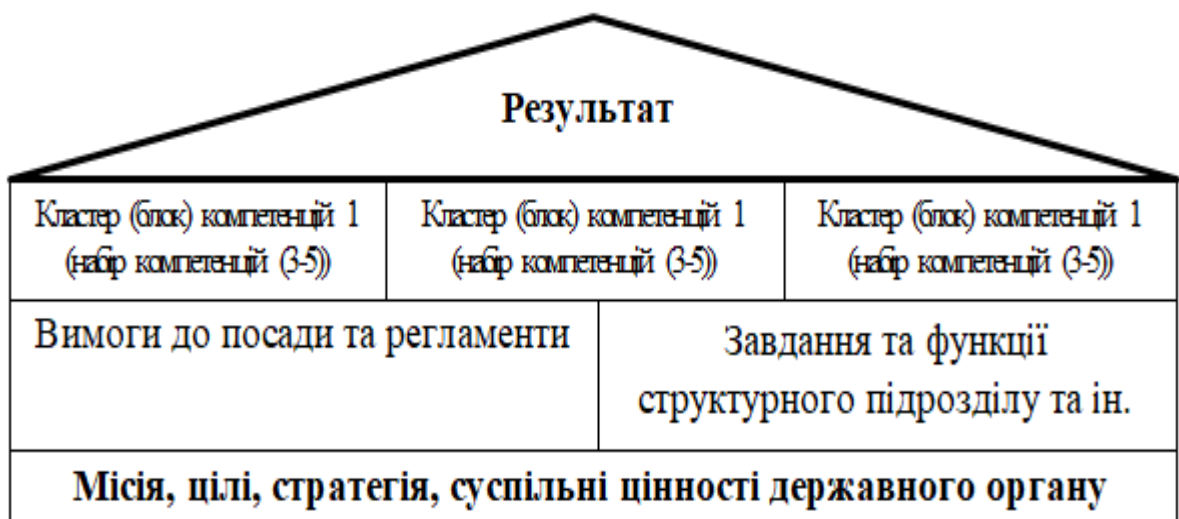 Результат
Кластер (блок) компетенцій 1
(набір компетенцій (3-5))
Кластер (блок) компетенцій 1
(набір компетенцій (3-5))
Кластер (блок) компетенцій 1
(набір компетенцій (3-5))
Вимоги до посади та регламенти
Завдання та функції
структурного підрозділу та ін.
Місія, цілі, стратегія, суспільні цінності державного органу